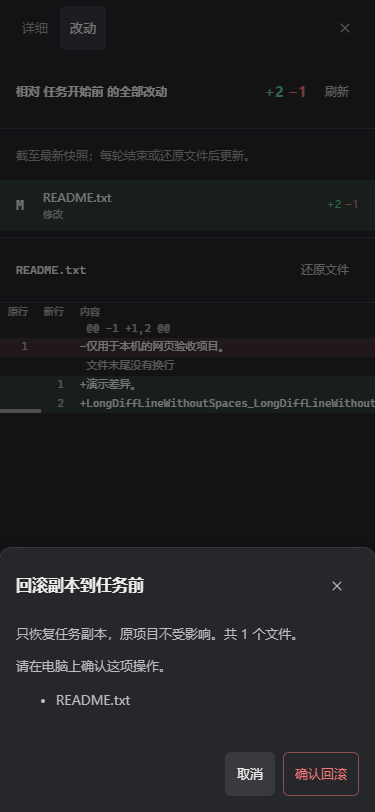 详细 改动
相对 任务开始前 的全部改动 +2 −1 刷新
截至最新快照；每轮结束或还原文件后更新。
M README.txt +2 −1
修改
README.txt 还原文件
原行 新行 内容
@@ -1 +1,2 @@
1 -仅用于本机的网页验收项目。
文件末尾没有换行
1 +演示差异。
2 +LongDiffLineWithoutSpaces_LongDiffLineWithout
回滚副本到任务前
只恢复任务副本，原项目不受影响。共 1 个文件。
请在电脑上确认这项操作。
• README.txt
取消 确认回滚